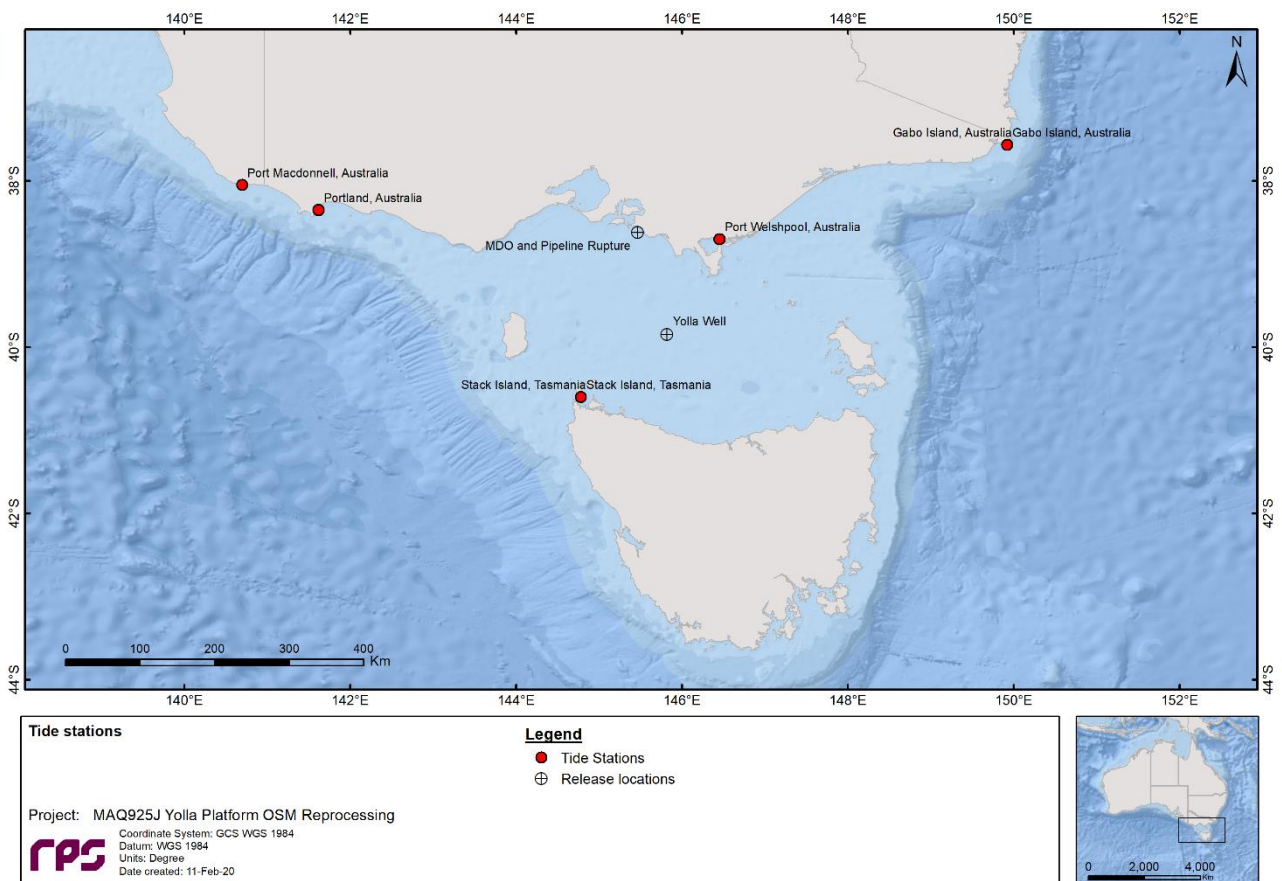 140°E 142°E 144°E 146°E 148°E 150°E 152°E
N
Gabo Island, AustraliaGabo Island, Australia
38°S 38°S
Port Macdonnell, Australia
Portland, Australia
Port Welshpool, Australia
MDO and Pipeline Rupture
Yolla Well
40°S 40°S
Stack Island, TasmaniaStack Island, Tasmania
42°S 42°S
0 100 200 300 400
Km
44°S 44°S
140°E 142°E 144°E 146°E 148°E 150°E 152°E
Tide stations
Legend
Tide Stations
Release locations
Project: MAQ925J Yolla Platform OSM Reprocessing
rps
Coordinate System: GCS WGS 1984
Datum: WGS 1984
Units: Degree
Date created: 11-Feb-20
0 2,000 4,000
Km